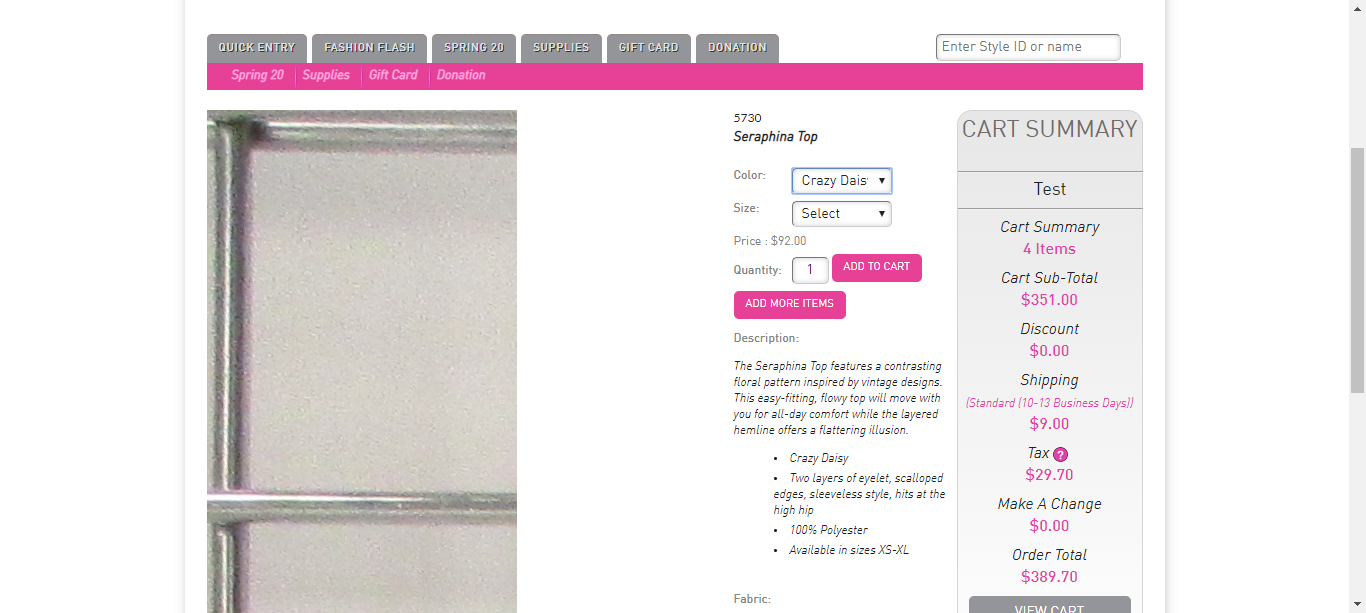 QUICK ENTRY
FASHION FLASH
SPRING 20
SUPPLIES
GIFT CARD
DONATION
Enter Style ID or name
Spring 20
Supplies
Gift Card
Donation
5730
Seraphina Top
Color:
Crazy Dais
Size:
Select
Price : $92.00
Quantity:
1
ADD TO CART
ADD MORE ITEMS
Description:
The Seraphina Top features a contrasting
floral pattern inspired by vintage designs.
This easy-fitting, flowy top will move with
you for all-day comfort while the layered
hemline offers a flattering illusion.
• Crazy Daisy
• Two layers of eyelet, scalloped
edges, sleeveless style, hits at the
high hip
• 100% Polyester
• Available in sizes XS-XL
Fabric:
CART SUMMARY
Test
Cart Summary
4 Items
Cart Sub-Total
$351.00
Discount
$0.00
Shipping
(Standard (10-13 Business Days))
$9.00
Tax ?
$29.70
Make A Change
$0.00
Order Total
$389.70
VIEW CART